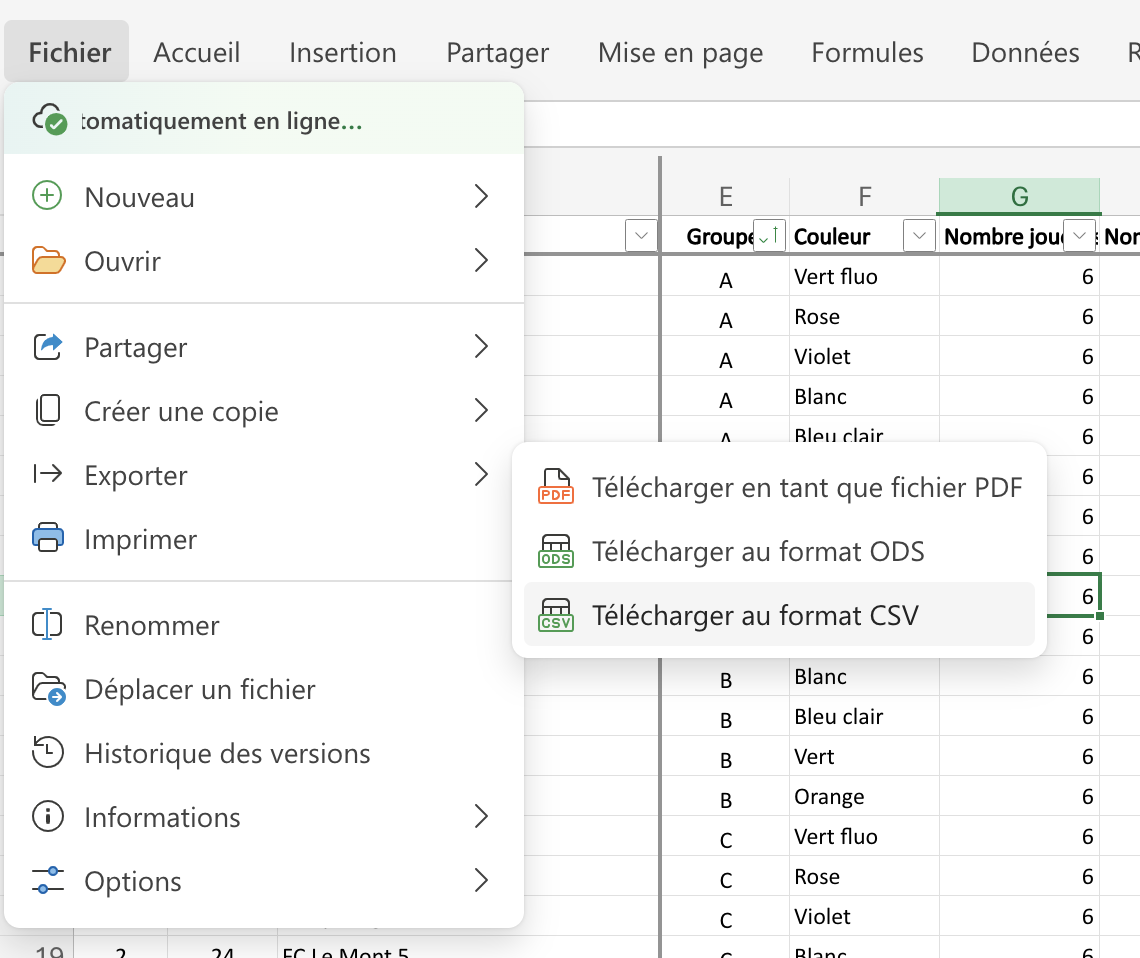 Fichier Accueil Insertion Partager Mise en page Formules Données R
tomatiquement en ligne...
Nouveau
Ouvrir
Partager
Créer une copie
Exporter
Imprimer
Renommer
Déplacer un fichier
Historique des versions
Informations
Options
PDF Télécharger en tant que fichier PDF
ODS Télécharger au format ODS
CSV Télécharger au format CSV
E F G
Groupe Couleur Nombre jou Nor
A Vert fluo 6
A Rose 6
A Violet 6
A Blanc 6
A Bleu clair 6
6
6
6
6
6
B Blanc 6
B Bleu clair 6
B Vert 6
B Orange 6
C Vert fluo 6
C Rose 6
C Violet 6
19 2 24 FC Le Mont 5 C Blanc 6